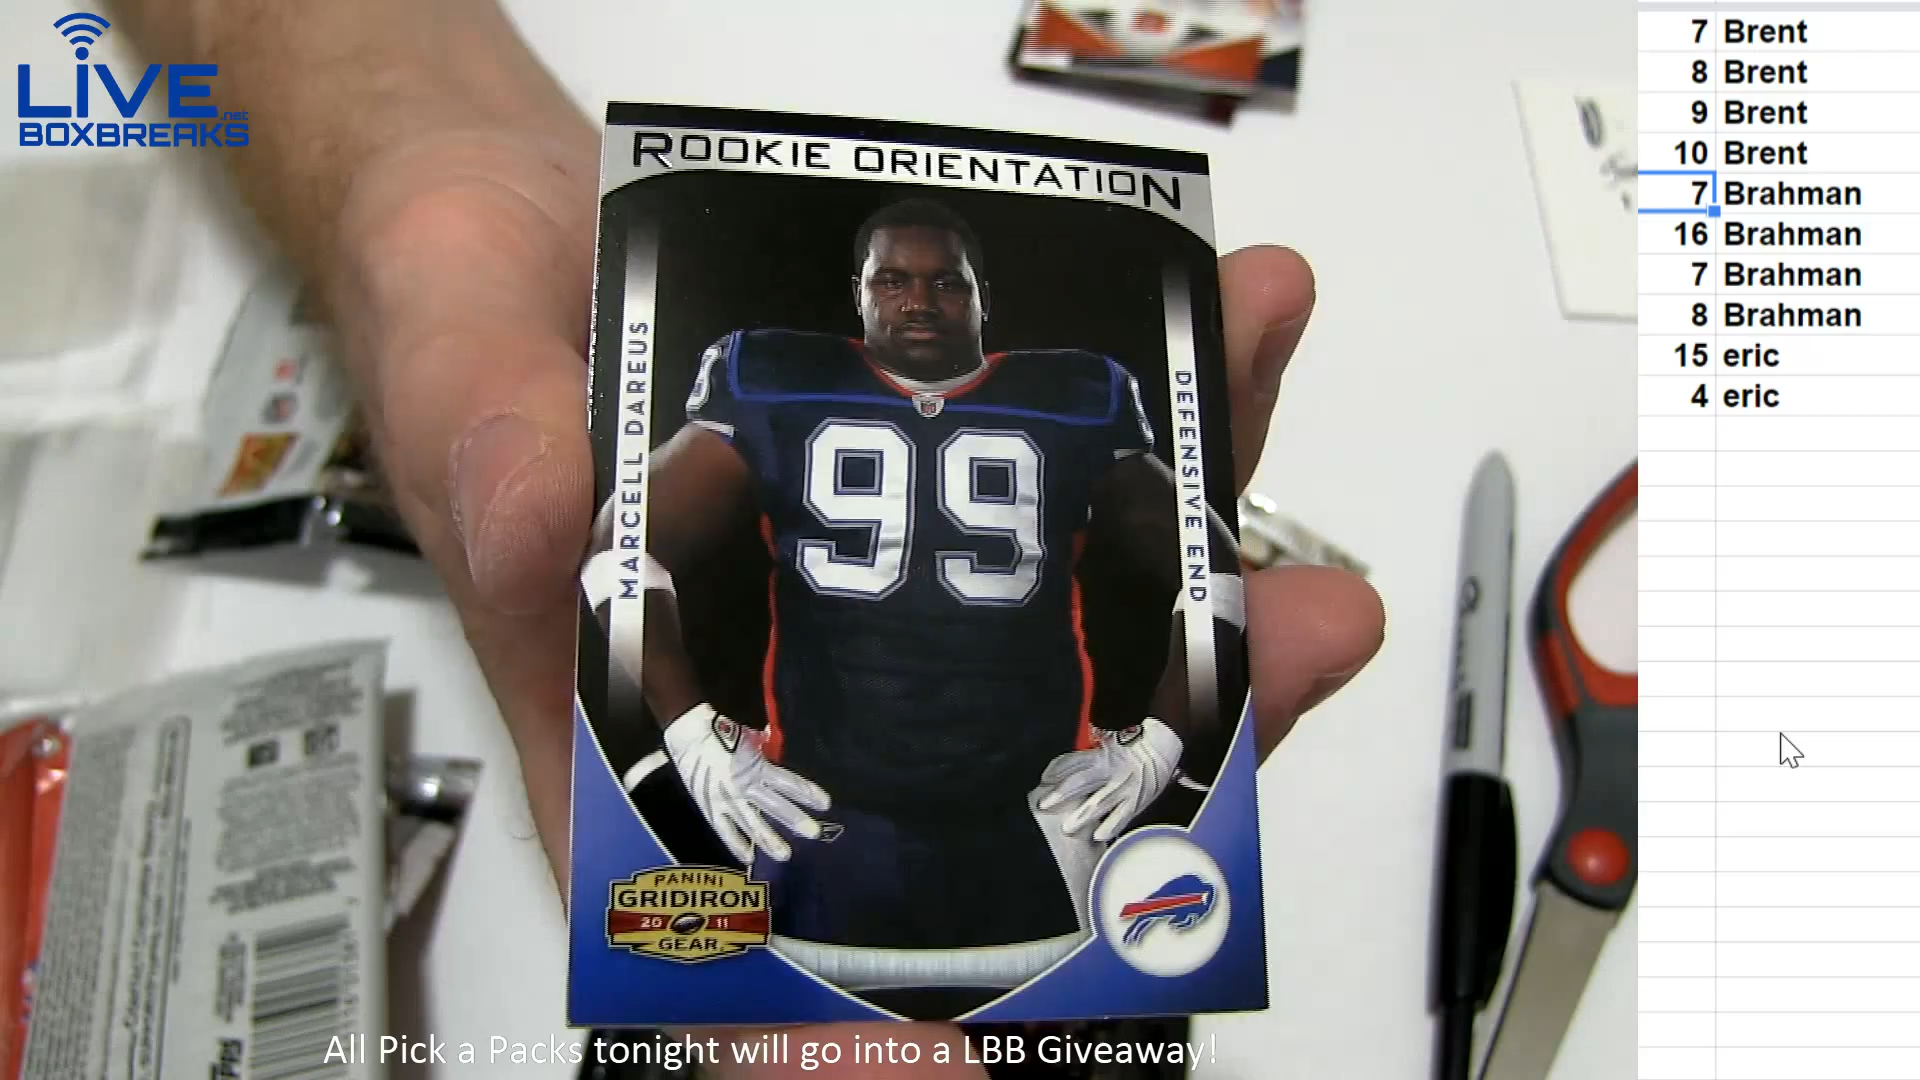 LiVE.net
BOXBREAKS
ROOKIE ORIENTATION
MARCELL DAREUS
DEFENSIVE END
99
PANINI
GRIDIRON
20 11
GEAR
All Pick a Packs tonight will go into a LBB Giveaway!
7 Brent
8 Brent
9 Brent
10 Brent
7 Brahman
16 Brahman
7 Brahman
8 Brahman
15 eric
4 eric